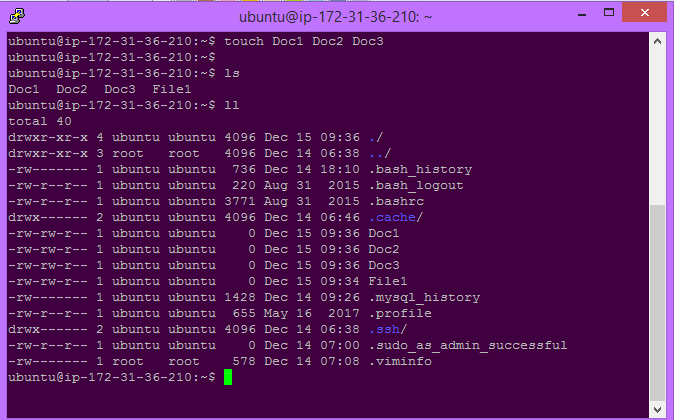 ubuntu@ip-172-31-36-210: ~
ubuntu@ip-172-31-36-210:~$ touch Doc1 Doc2 Doc3
ubuntu@ip-172-31-36-210:~$
ubuntu@ip-172-31-36-210:~$ ls
Doc1  Doc2  Doc3  File1
ubuntu@ip-172-31-36-210:~$ ll
total 40
drwxr-xr-x 4 ubuntu ubuntu 4096 Dec 15 09:36 ./
drwxr-xr-x 3 root   root   4096 Dec 14 06:38 ../
-rw------- 1 ubuntu ubuntu  736 Dec 14 18:10 .bash_history
-rw-r--r-- 1 ubuntu ubuntu  220 Aug 31  2015 .bash_logout
-rw-r--r-- 1 ubuntu ubuntu 3771 Aug 31  2015 .bashrc
drwx------ 2 ubuntu ubuntu 4096 Dec 14 06:46 .cache/
-rw-rw-r-- 1 ubuntu ubuntu    0 Dec 15 09:36 Doc1
-rw-rw-r-- 1 ubuntu ubuntu    0 Dec 15 09:36 Doc2
-rw-rw-r-- 1 ubuntu ubuntu    0 Dec 15 09:36 Doc3
-rw-rw-r-- 1 ubuntu ubuntu    0 Dec 15 09:34 File1
-rw------- 1 ubuntu ubuntu 1428 Dec 14 09:26 .mysql_history
-rw-r--r-- 1 ubuntu ubuntu  655 May 16  2017 .profile
drwx------ 2 ubuntu ubuntu 4096 Dec 14 06:38 .ssh/
-rw-r--r-- 1 ubuntu ubuntu    0 Dec 14 07:00 .sudo_as_admin_successful
-rw------- 1 root   root    578 Dec 14 07:08 .viminfo
ubuntu@ip-172-31-36-210:~$